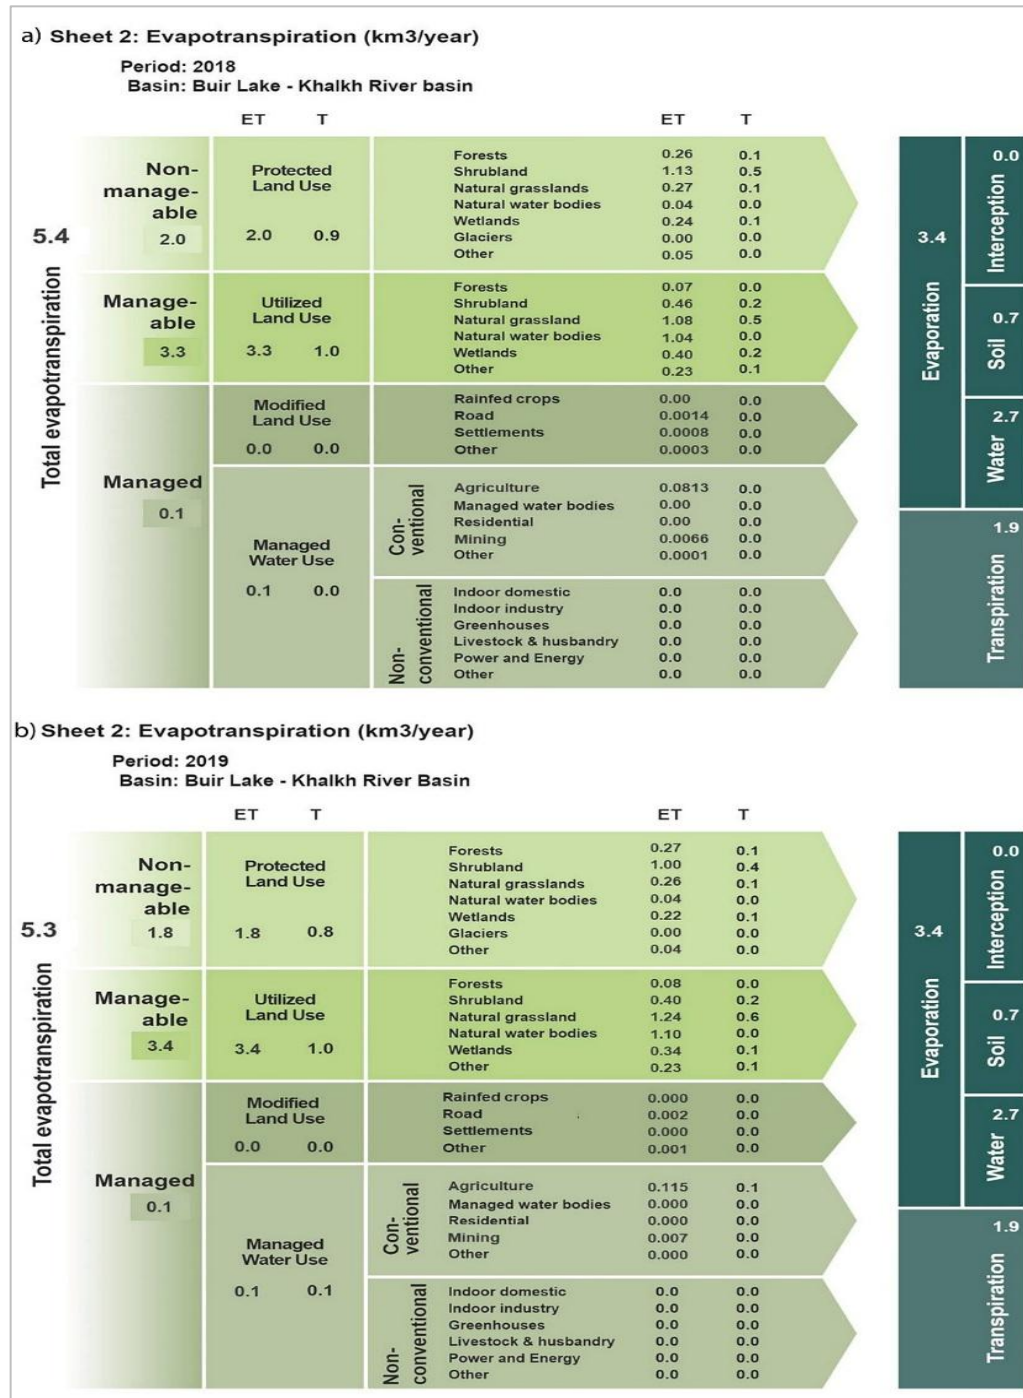 a) Sheet 2: Evapotranspiration (km3/year)
Period: 2018
Basin: Buir Lake - Khalkh River basin
ET T ET T
5.4
Total evapotranspiration
Non-
manage-
able
2.0
Protected
Land Use
2.0 0.9
Forests 0.26 0.1
Shrubland 1.13 0.5
Natural grasslands 0.27 0.1
Natural water bodies 0.04 0.0
Wetlands 0.24 0.1
Glaciers 0.00 0.0
Other 0.05 0.0
Manage-
able
3.3
Utilized
Land Use
3.3 1.0
Forests 0.07 0.0
Shrubland 0.46 0.2
Natural grassland 1.08 0.5
Natural water bodies 1.04 0.0
Wetlands 0.40 0.2
Other 0.23 0.1
Managed
0.1
Modified
Land Use
0.0 0.0
Rainfed crops 0.00 0.0
Road 0.0014 0.0
Settlements 0.0008 0.0
Other 0.0003 0.0
Managed
Water Use
0.1 0.0
Con-
ventional
Agriculture 0.0813 0.0
Managed water bodies 0.00 0.0
Residential 0.00 0.0
Mining 0.0066 0.0
Other 0.0001 0.0
Non-
conventional
Indoor domestic 0.0 0.0
Indoor industry 0.0 0.0
Greenhouses 0.0 0.0
Livestock & husbandry 0.0 0.0
Power and Energy 0.0 0.0
Other 0.0 0.0
3.4
Evaporation
0.0
Interception
0.7
Soil
2.7
Water
1.9
Transpiration
b) Sheet 2: Evapotranspiration (km3/year)
Period: 2019
Basin: Buir Lake - Khalkh River Basin
ET T ET T
5.3
Total evapotranspiration
Non-
manage-
able
1.8
Protected
Land Use
1.8 0.8
Forests 0.27 0.1
Shrubland 1.00 0.4
Natural grasslands 0.26 0.1
Natural water bodies 0.04 0.0
Wetlands 0.22 0.1
Glaciers 0.00 0.0
Other 0.04 0.0
Manage-
able
3.4
Utilized
Land Use
3.4 1.0
Forests 0.08 0.0
Shrubland 0.40 0.2
Natural grassland 1.24 0.6
Natural water bodies 1.10 0.0
Wetlands 0.34 0.1
Other 0.23 0.1
Managed
0.1
Modified
Land Use
0.0 0.0
Rainfed crops 0.000 0.0
Road 0.002 0.0
Settlements 0.000 0.0
Other 0.001 0.0
Managed
Water Use
0.1 0.1
Con-
ventional
Agriculture 0.115 0.1
Managed water bodies 0.000 0.0
Residential 0.000 0.0
Mining 0.007 0.0
Other 0.000 0.0
Non-
conventional
Indoor domestic 0.0 0.0
Indoor industry 0.0 0.0
Greenhouses 0.0 0.0
Livestock & husbandry 0.0 0.0
Power and Energy 0.0 0.0
Other 0.0 0.0
3.4
Evaporation
0.0
Interception
0.7
Soil
2.7
Water
1.9
Transpiration